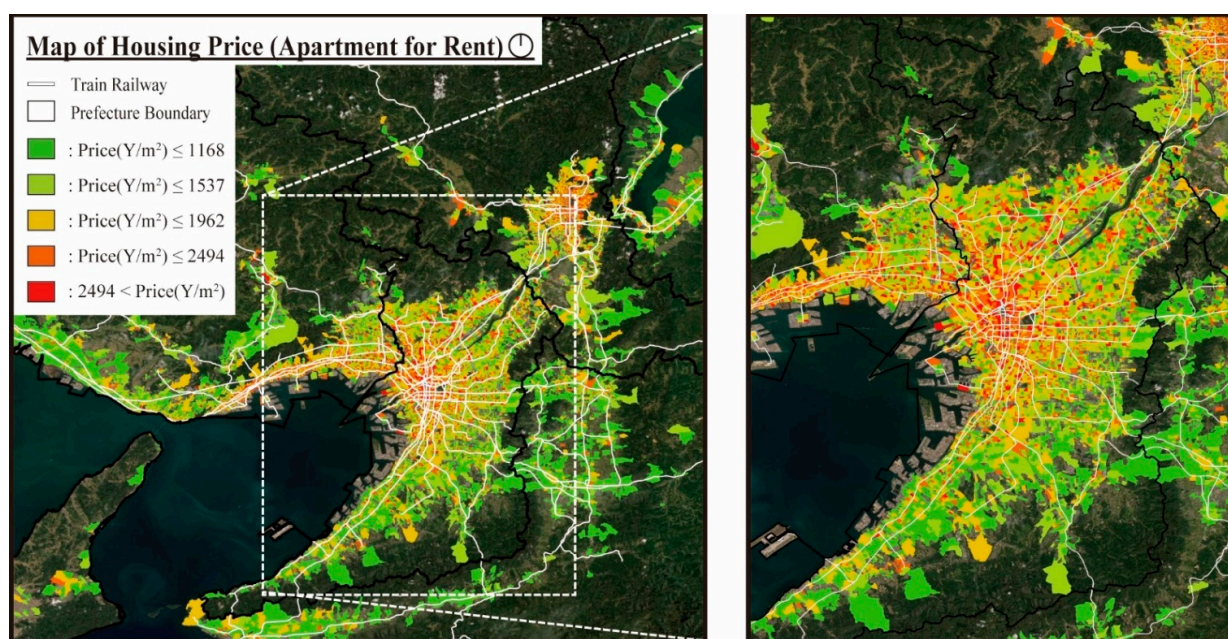 Map of Housing Price (Apartment for Rent)
Train Railway
Prefecture Boundary
: Price(Y/m²) ≤ 1168
: Price(Y/m²) ≤ 1537
: Price(Y/m²) ≤ 1962
: Price(Y/m²) ≤ 2494
: 2494 < Price(Y/m²)